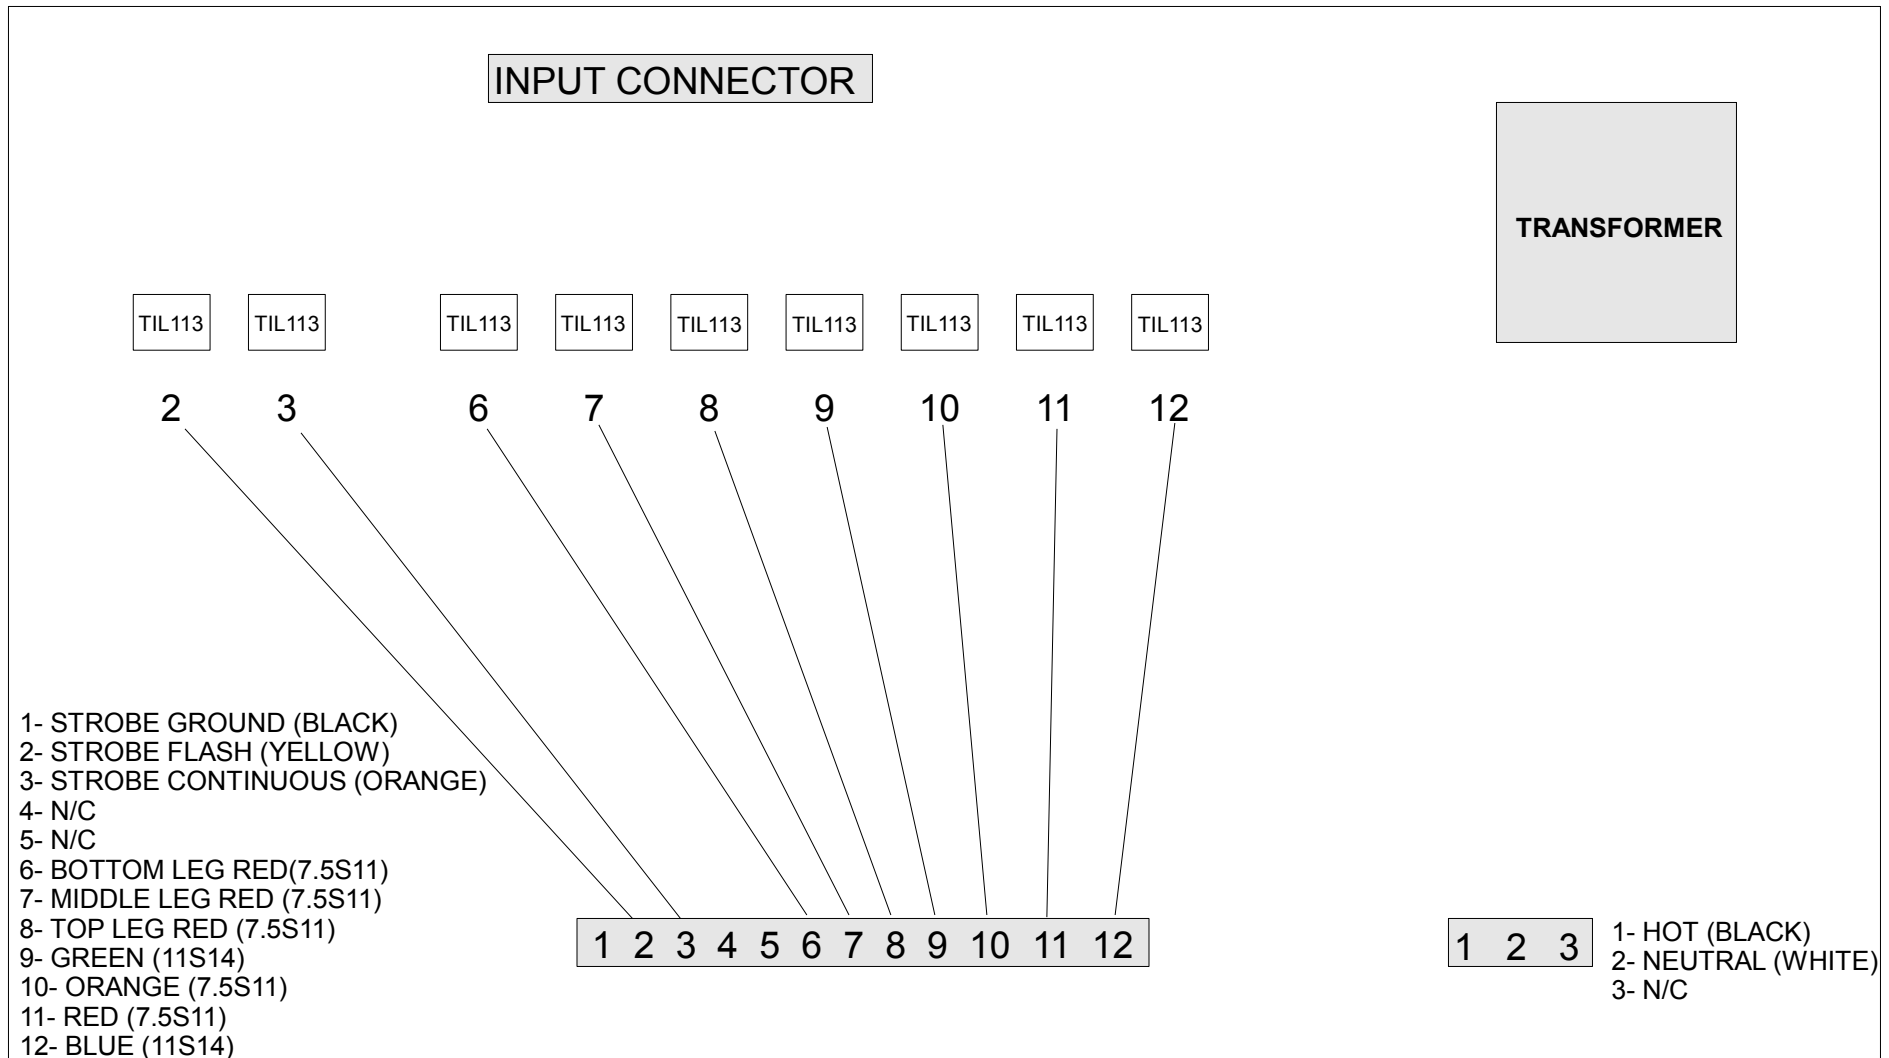 INPUT CONNECTOR
TRANSFORMER
TIL113 TIL113 TIL113 TIL113 TIL113 TIL113 TIL113 TIL113 TIL113
2 3 6 7 8 9 10 11 12
1- STROBE GROUND (BLACK)
2- STROBE FLASH (YELLOW)
3- STROBE CONTINUOUS (ORANGE)
4- N/C
5- N/C
6- BOTTOM LEG RED(7.5S11)
7- MIDDLE LEG RED (7.5S11)
8- TOP LEG RED (7.5S11)
9- GREEN (11S14)
10- ORANGE (7.5S11)
11- RED (7.5S11)
12- BLUE (11S14)
1 2 3 4 5 6 7 8 9 10 11 12
1 2 3
1- HOT (BLACK)
2- NEUTRAL (WHITE)
3- N/C